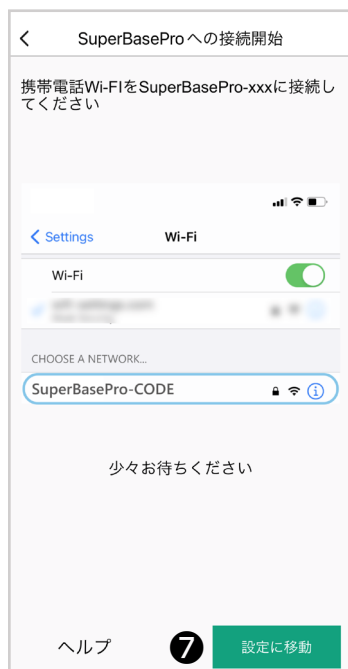 SuperBaseProへの接続開始
携帯電話Wi-FIをSuperBasePro-xxxに接続し
てください
Settings
Wi-Fi
Wi-Fi
CHOOSE A NETWORK...
SuperBasePro-CODE
少々お待ちください
ヘルプ
❼
設定に移動